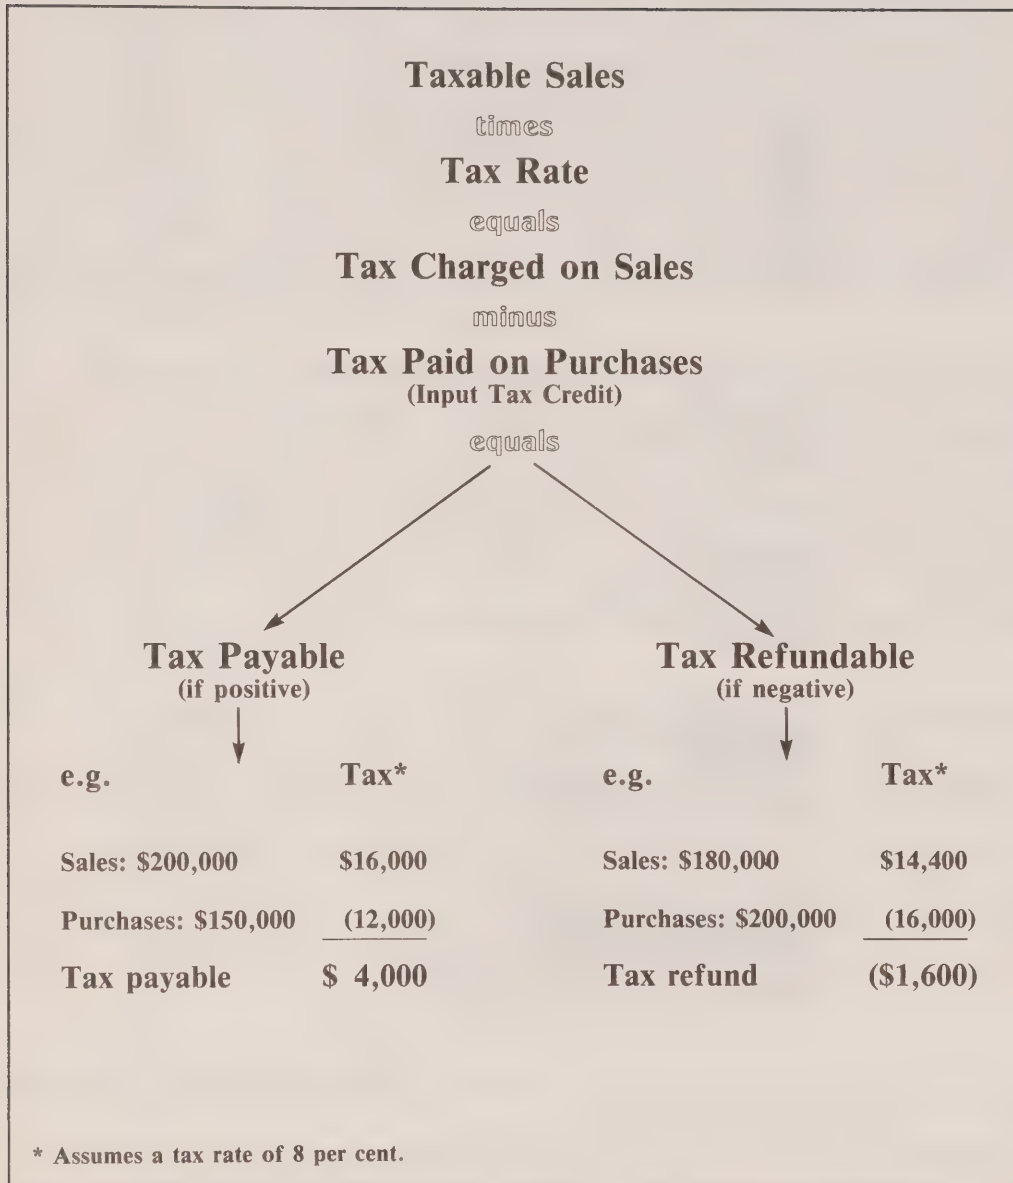 Taxable Sales
times
Tax Rate
equals
Tax Charged on Sales
minus
Tax Paid on Purchases
(Input Tax Credit)
equals
Tax Payable
(if positive)
e.g. Tax*
Sales: $200,000 $16,000
Purchases: $150,000 (12,000)
Tax payable $ 4,000
Tax Refundable
(if negative)
e.g. Tax*
Sales: $180,000 $14,400
Purchases: $200,000 (16,000)
Tax refund ($1,600)
* Assumes a tax rate of 8 per cent.